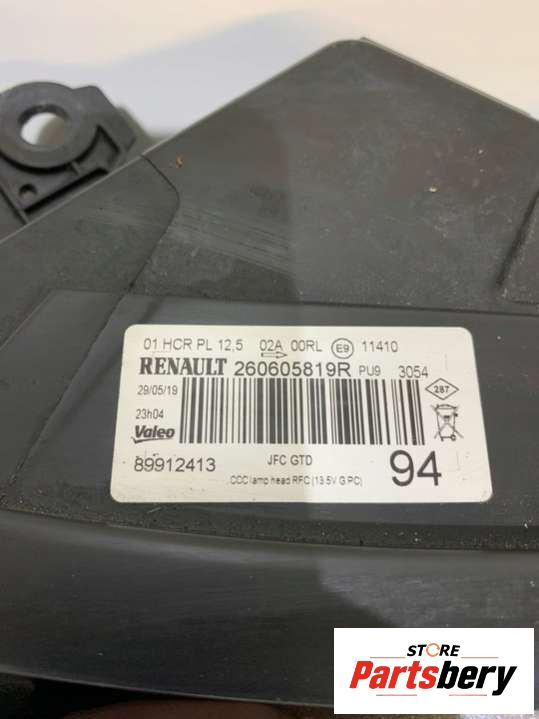 01 HCR PL 12,5 02A 00RL E9 11410
RENAULT 260605819R PU9 3054
29/05/19
287
23h04
Valeo
89912413 JFC GTD 94
CCC lamp head RFC (13.5V G PC)
STORE
Partsbery